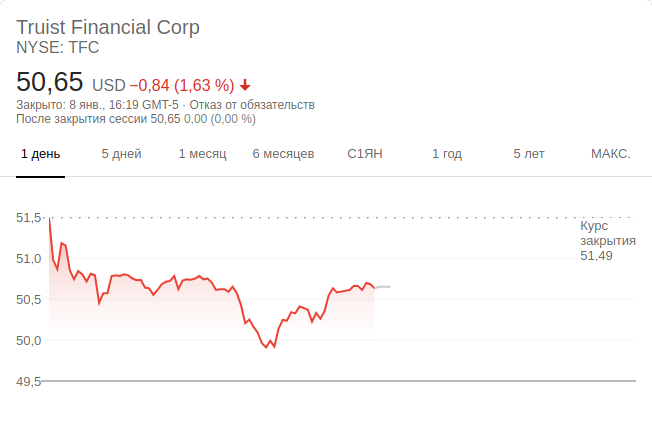 Truist Financial Corp
NYSE: TFC
50,65 USD −0,84 (1,63 %)
Закрыто: 8 янв., 16:19 GMT-5 · Отказ от обязательств
После закрытия сессии 50,65 0,00 (0,00 %)
1 день 5 дней 1 месяц 6 месяцев С1ЯН 1 год 5 лет МАКС.
51,5
Курс
закрытия
51,49
51,0
50,5
50,0
49,5